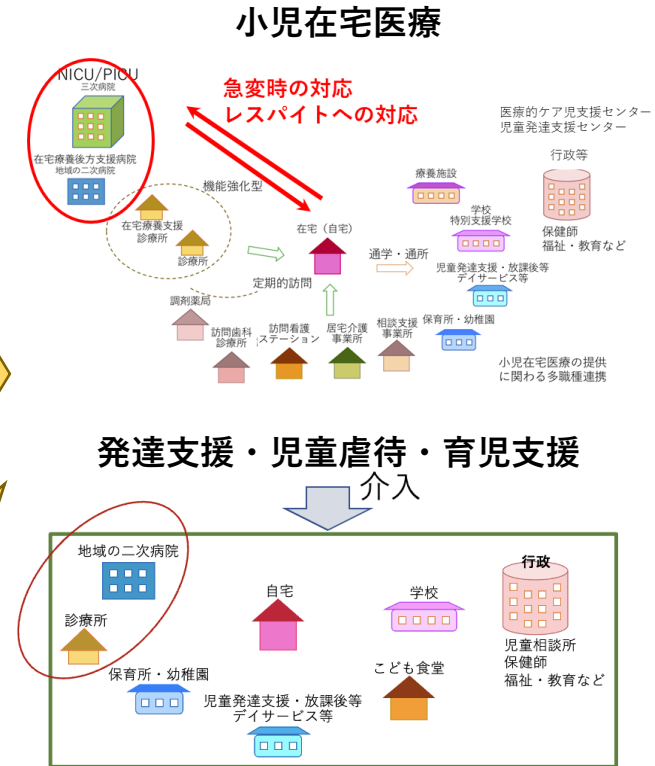 小児在宅医療
NICU/PICU
三次病院
在宅療養後方支援病院
地域の二次病院
急変時の対応
レスパイトへの対応
機能強化型
在宅療養支援
診療所
診療所
定期的訪問
在宅（自宅）
通学・通所
療養施設
学校
特別支援学校
児童発達支援・放課後等
デイサービス等
保育所・幼稚園
医療的ケア児支援センター
児童発達支援センター
行政等
保健師
福祉・教育など
調剤薬局
訪問歯科
診療所
訪問看護
ステーション
居宅介護
事業所
相談支援
事業所
小児在宅医療の提供
に関わる多職種連携
発達支援・児童虐待・育児支援
介入
地域の二次病院
診療所
自宅
学校
行政
児童相談所
保健師
福祉・教育など
保育所・幼稚園
児童発達支援・放課後等
デイサービス等
こども食堂